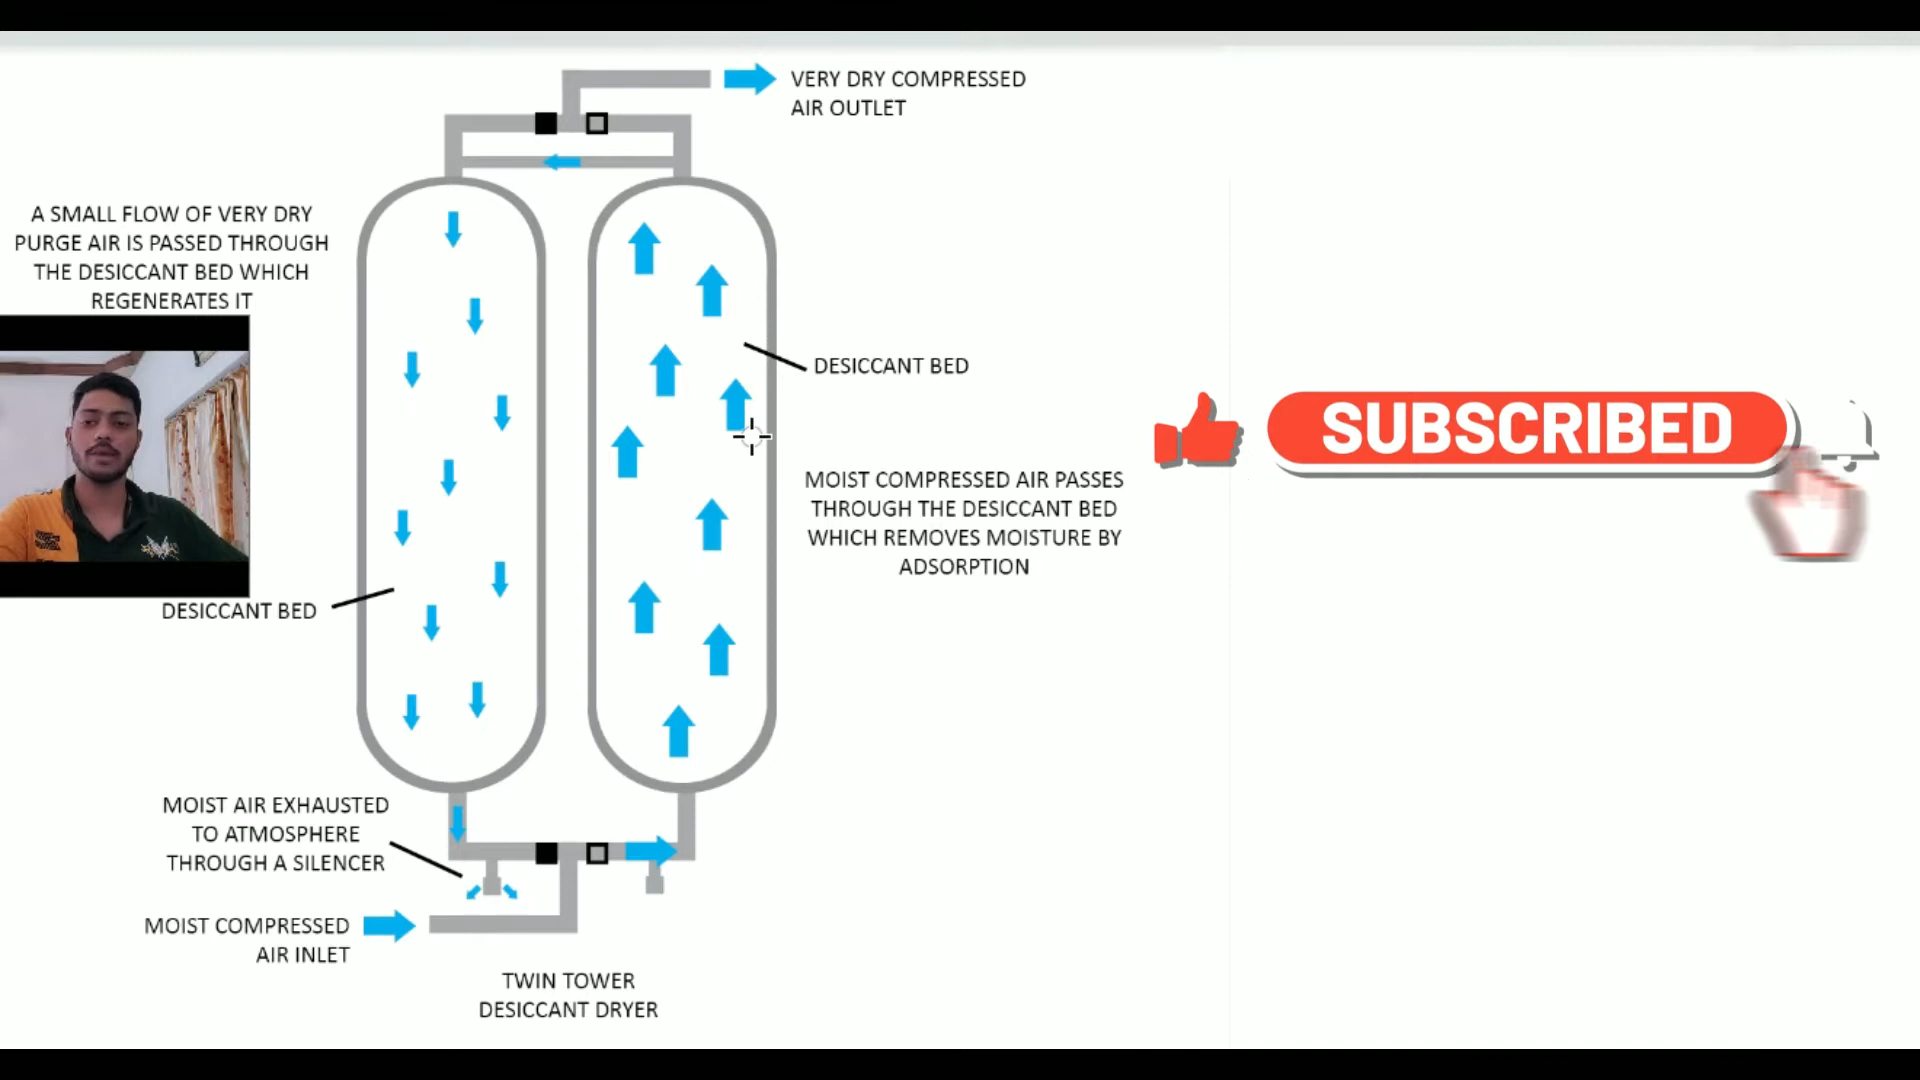 VERY DRY COMPRESSED
AIR OUTLET
A SMALL FLOW OF VERY DRY
PURGE AIR IS PASSED THROUGH
THE DESICCANT BED WHICH
REGENERATES IT
DESICCANT BED
SUBSCRIBED
MOIST COMPRESSED AIR PASSES
THROUGH THE DESICCANT BED
WHICH REMOVES MOISTURE BY
ADSORPTION
DESICCANT BED
MOIST AIR EXHAUSTED
TO ATMOSPHERE
THROUGH A SILENCER
MOIST COMPRESSED
AIR INLET
TWIN TOWER
DESICCANT DRYER